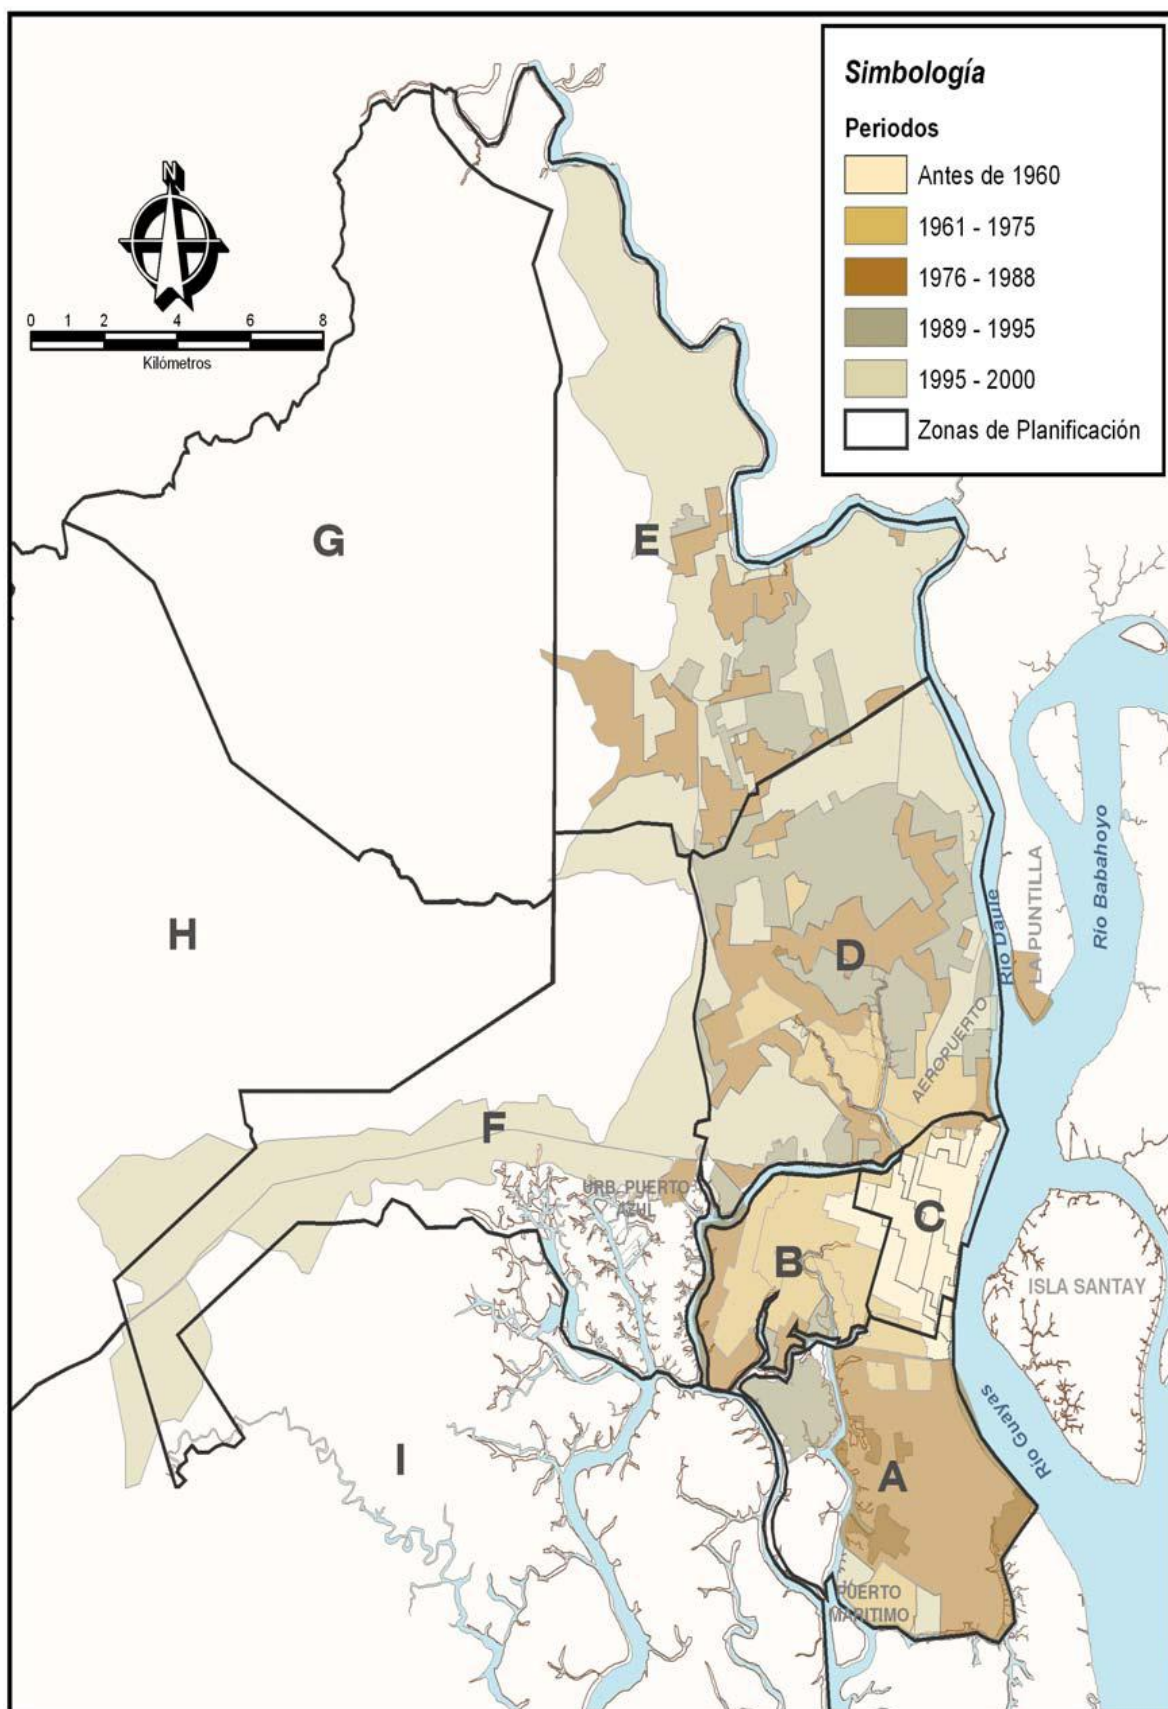 Simbología
Periodos
Antes de 1960
1961 - 1975
1976 - 1988
1989 - 1995
1995 - 2000
Zonas de Planificación
N
0 1 2 4 6 8
Kilómetros
G
E
H
D
Río Daule
LA PUNTILLA
Río Babahoyo
AEROPUERTO
F
URB. PUERTO
AZUL
C
B
ISLA SANTAY
Río Guayas
I
A
PUERTO
MARITIMO